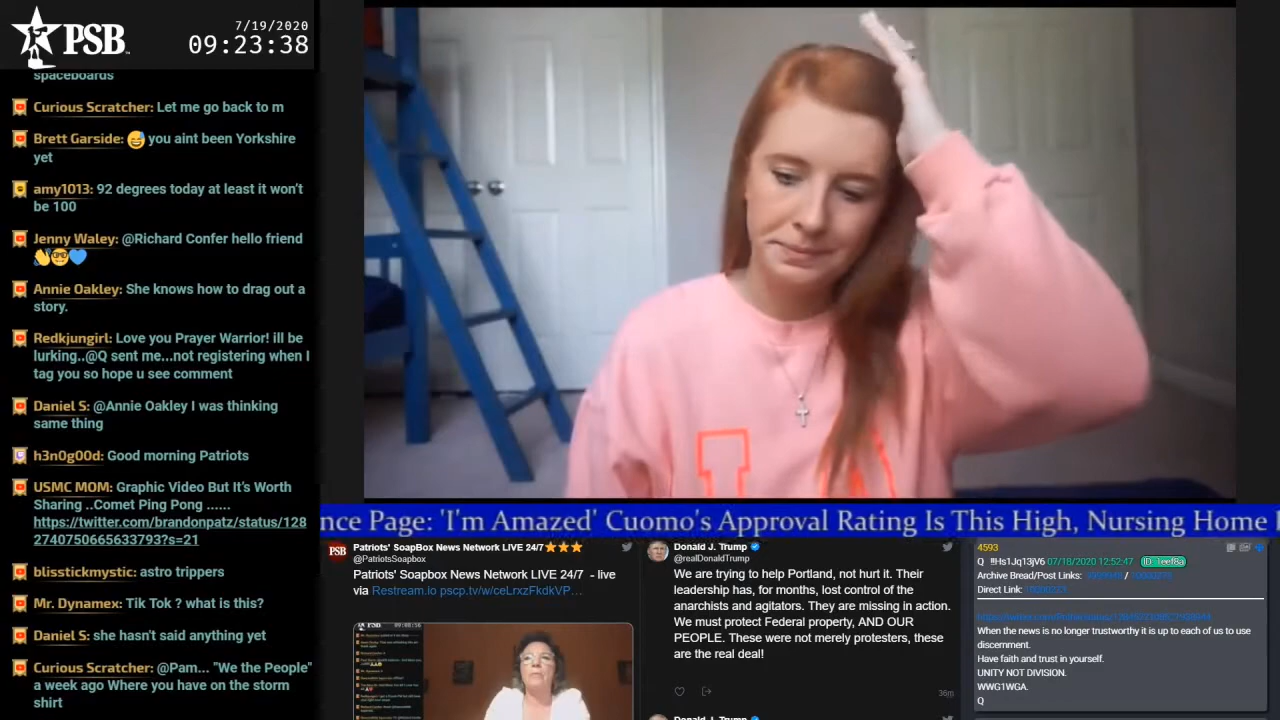 PSB
7/19/2020
09:23:38
spaceboards
Curious Scratcher: Let me go back to m
Brett Garside: 😅 you aint been Yorkshire
yet
amy1013: 92 degrees today at least it won't
be 100
Jenny Waley: @Richard Confer hello friend
👋🤓💙
Annie Oakley: She knows how to drag out a
story.
Redkjungirl: Love you Prayer Warrior! ill be
lurking..@Q sent me...not registering when I
tag you so hope u see comment
Daniel S: @Annie Oakley I was thinking
same thing
h3n0g00d: Good morning Patriots
USMC MOM: Graphic Video But It's Worth
Sharing ..Comet Ping Pong ......
https://twitter.com/brandonpatz/status/128
2740750665633793?s=21
blisstickmystic: astro trippers
Mr. Dynamex: Tik Tok ? what is this?
Daniel S: she hasn't said anything yet
Curious Scratcher: @Pam... "We the People"
a week ago Where you have on the storm
shirt
nce Page: 'I'm Amazed' Cuomo's Approval Rating Is This High, Nursing Home
PSB
Patriots' SoapBox News Network LIVE 24/7⭐⭐⭐
@PatriotsSoapbox
Patriots' Soapbox News Network LIVE 24/7 - live
via Restream.io pscp.tv/w/ceLrxzFkdkVP…
Donald J. Trump
@realDonaldTrump
We are trying to help Portland, not hurt it. Their
leadership has, for months, lost control of the
anarchists and agitators. They are missing in action.
We must protect Federal property, AND OUR
PEOPLE. These were not merely protesters, these
are the real deal!
36m
Donald J. Trump
4593
Q !!Hs1Jq13jV6 07/18/2020 12:52:47 ID: 1eef8a
Archive Bread/Post Links: /
Direct Link:
When the news is no longer trustworthy it is up to each of us to use
discernment.
Have faith and trust in yourself.
UNITY NOT DIVISION.
WWG1WGA.
Q